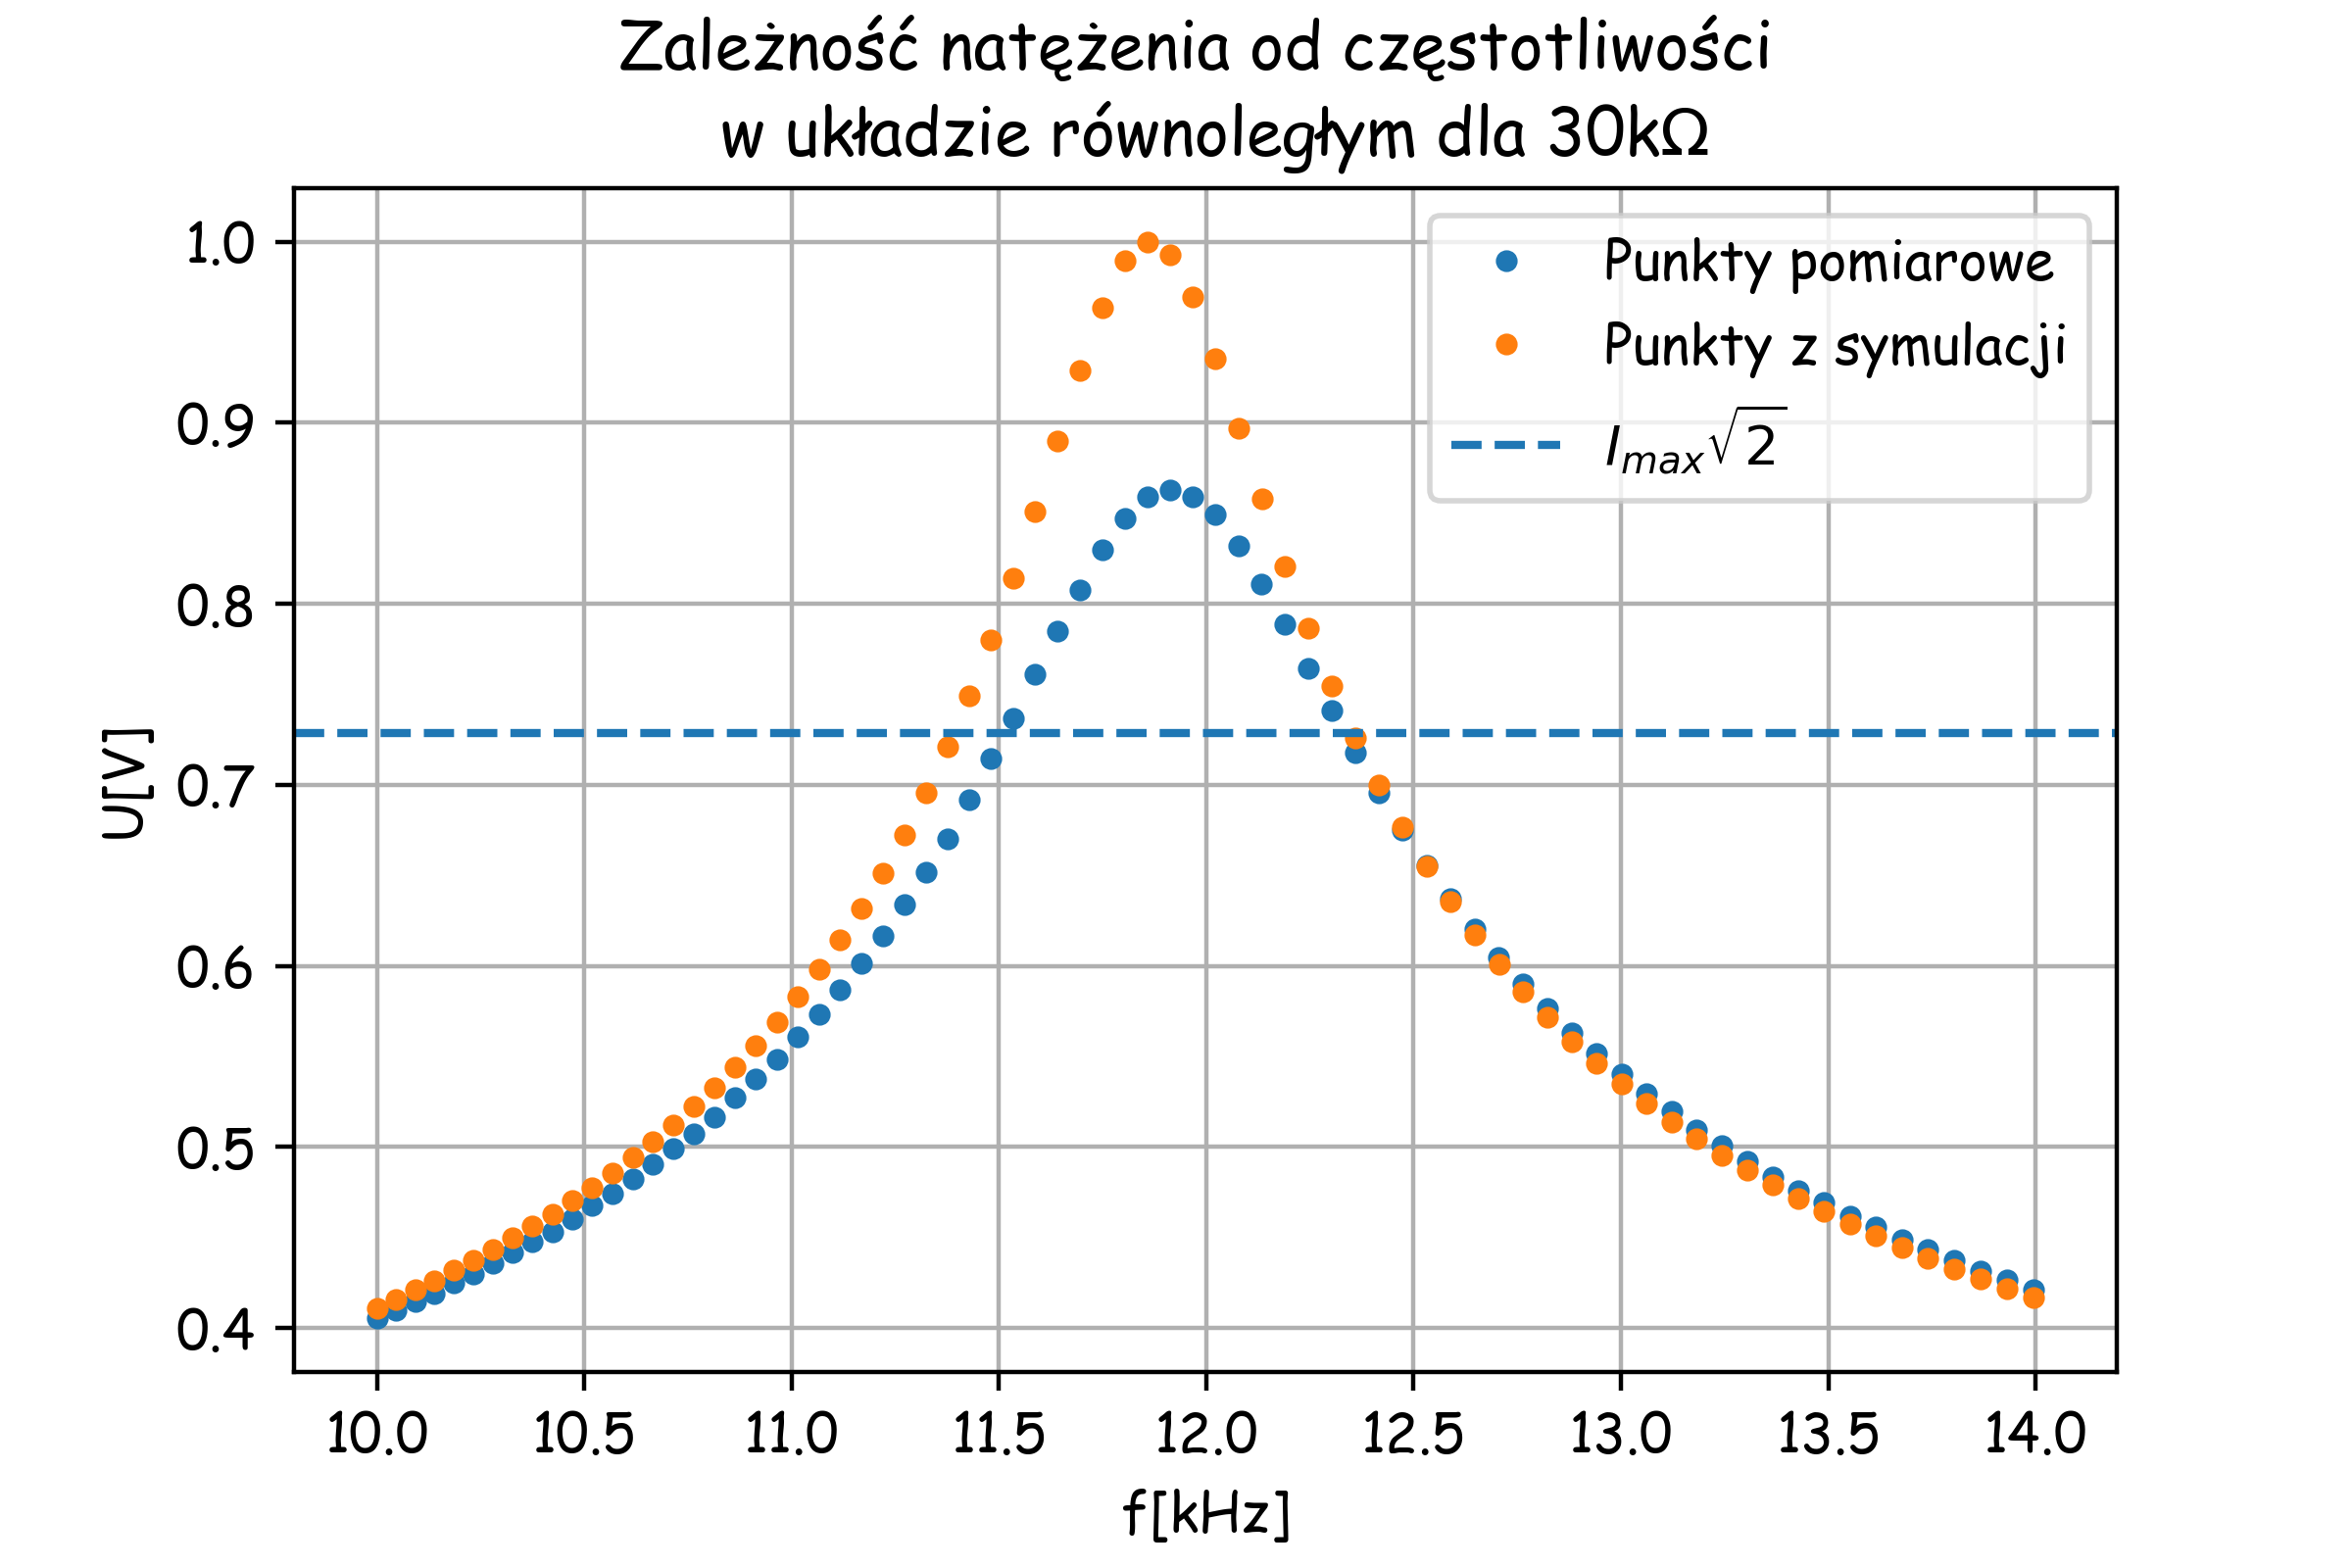 Zależność natężenia od częstotliwości
w układzie równoległym dla 30kΩ
Punkty pomiarowe
Punkty z symulacji
I_{max}√2
U[V]
1.0
0.9
0.8
0.7
0.6
0.5
0.4
10.0 10.5 11.0 11.5 12.0 12.5 13.0 13.5 14.0
f[kHz]